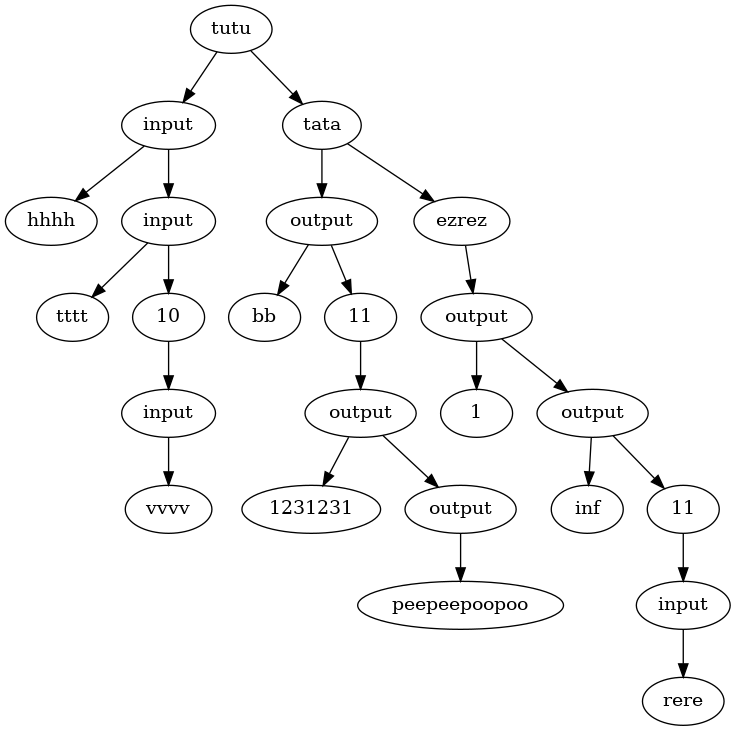 tutu
input
tata
hhhh
input
output
ezrez
tttt
10
bb
11
output
input
output
1
output
vvvv
1231231
output
inf
11
peepeepoopoo
input
rere